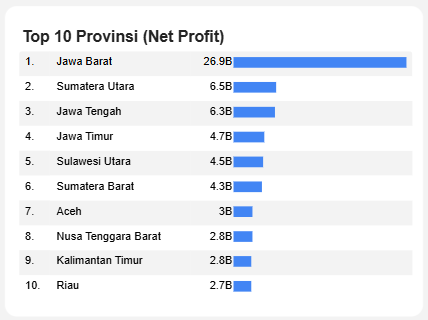 Top 10 Provinsi (Net Profit)
1. Jawa Barat 26.9B
2. Sumatera Utara 6.5B
3. Jawa Tengah 6.3B
4. Jawa Timur 4.7B
5. Sulawesi Utara 4.5B
6. Sumatera Barat 4.3B
7. Aceh 3B
8. Nusa Tenggara Barat 2.8B
9. Kalimantan Timur 2.8B
10. Riau 2.7B